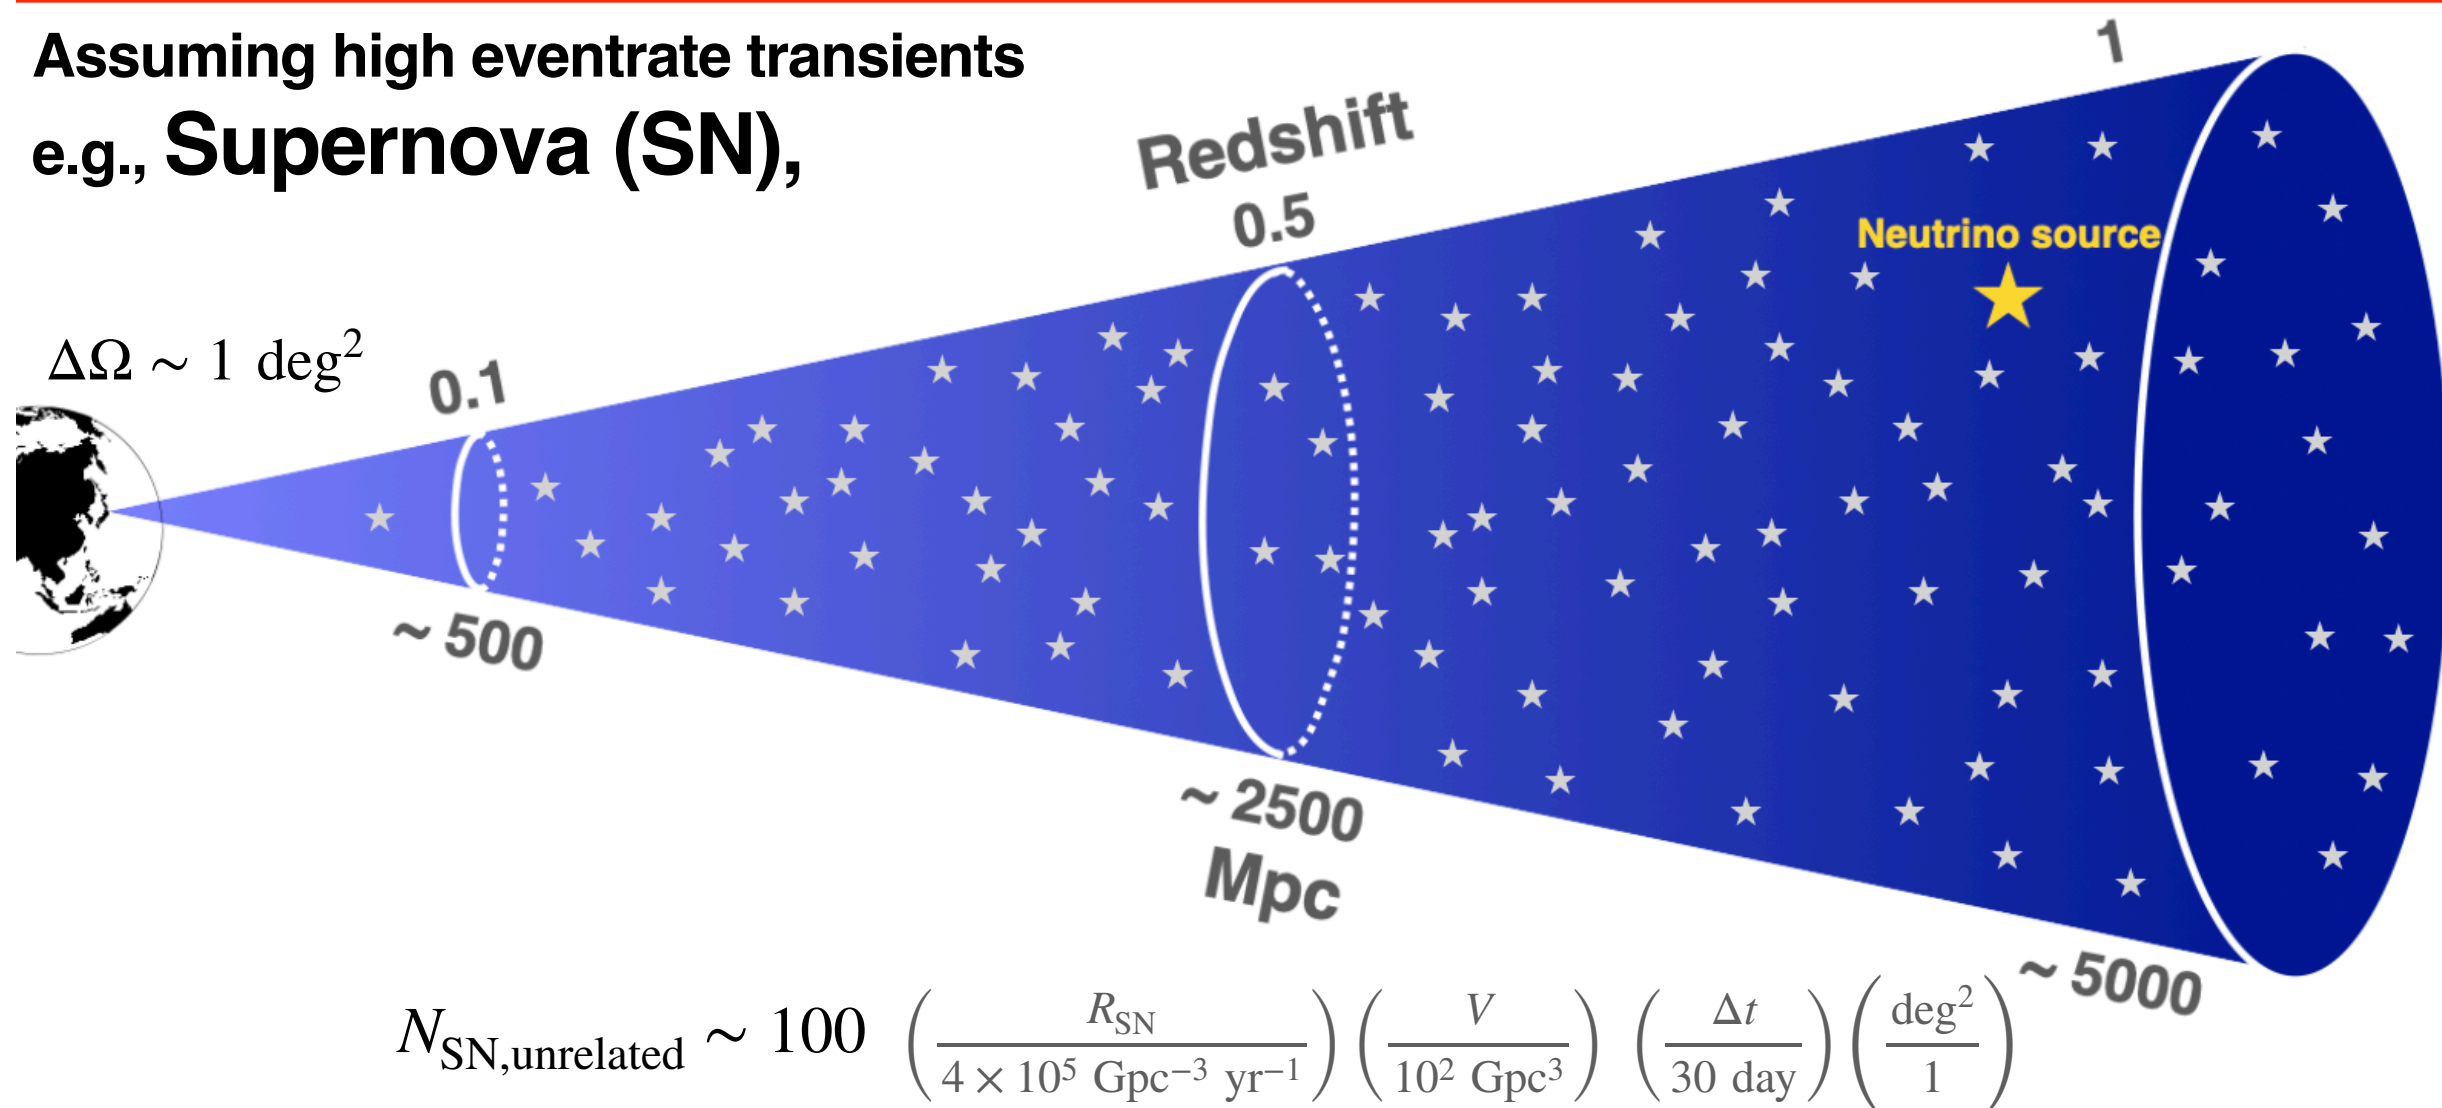 Assuming high eventrate transients
e.g., Supernova (SN),
1
Redshift
0.5
Neutrino source
ΔΩ ∼ 1 deg²
0.1
~ 500
~ 2500
Mpc
~ 5000
N_SN,unrelated ∼ 100 (R_SN / 4 × 10⁵ Gpc⁻³ yr⁻¹) (V / 10² Gpc³) (Δt / 30 day) (deg² / 1)